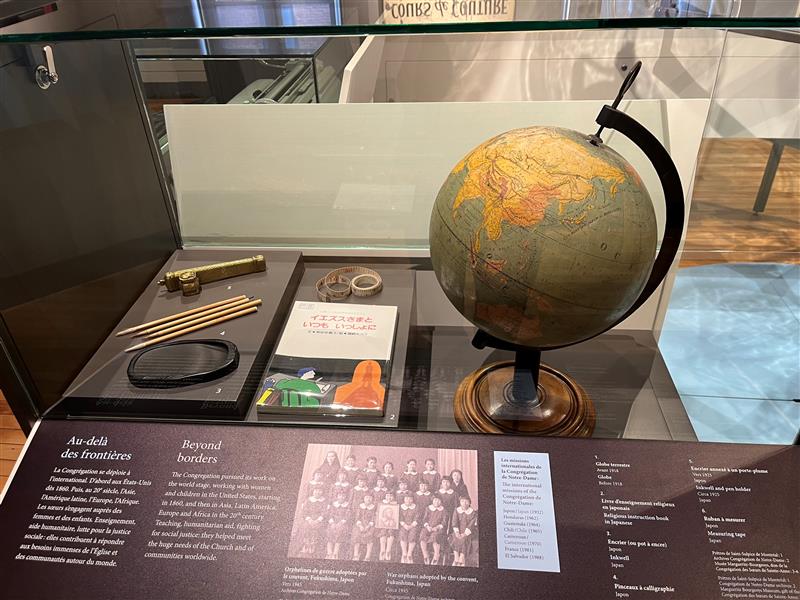 COURS de COUTURE
イエズスさまと
いつも いっしょに
3
2
Au-delà
des frontières
La Congrégation se déploie à
l'international. D'abord aux États-Unis
dès 1860. Puis, au 20e siècle, Asie,
l'Amérique latine, l'Europe, l'Afrique.
Les sœurs s'engagent auprès des
femmes et des enfants. Enseignement,
aide humanitaire, lutte pour la justice
sociale : elles contribuent à répondre
aux besoins immenses de l'Église et
des communautés autour du monde.
Beyond
borders
The Congregation pursued its work on
the world stage, working with women
and children in the United States, starting
in 1860, and then in Asia, Latin America,
Europe and Africa in the 20th century.
Teaching, humanitarian aid, fighting
for social justice: they helped meet
the huge needs of the Church and of
communities worldwide.
Orphelines de guerre adoptées par
le couvent, Fukushima, Japon
Vers 1945
Archives Congrégation de Notre-Dame
War orphans adopted by the convent,
Fukushima, Japan
Circa 1945
Les missions
internationales de la
Congrégation de
Notre-Dame:
The international
missions of the
Congrégation de
Notre-Dame:
Japon / Japan (1932)
Honduras (1962)
Guatemala (1964)
Chili / Chile (1965)
Cameroun /
Cameroon (1970)
France (1981)
El Salvador (1988)
1.
Globe terrestre
Avant 1918
Globe
Before 1918
2.
Livre d'enseignement religieux
en japonais
Religious instruction book
in Japanese
3.
Encrier (ou pot à encre)
Japon
Inkwell
Japan
4.
Pinceaux à calligraphie
Japon
5.
Encrier annexé à un porte-plume
Vers 1925
Japon
Inkwell and pen holder
Circa 1925
Japan
6.
Ruban à mesurer
Japon
Measuring tape
Japan